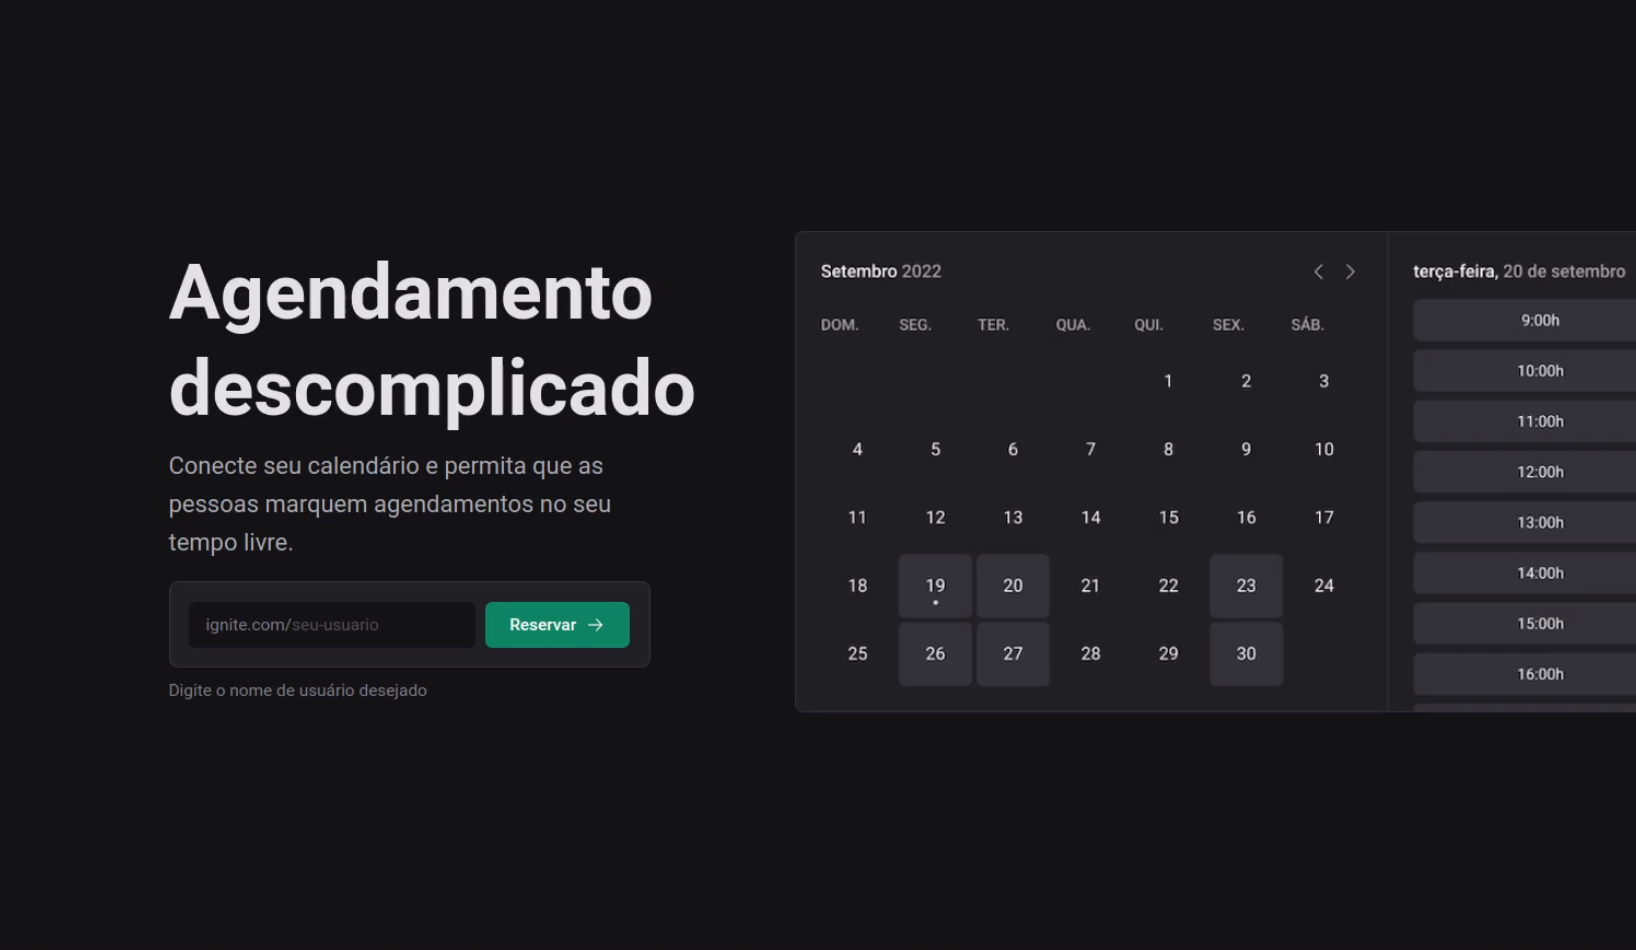 Agendamento
descomplicado
Conecte seu calendário e permita que as
pessoas marquem agendamentos no seu
tempo livre.
ignite.com/seu-usuario
Reservar →
Digite o nome de usuário desejado
Setembro 2022
DOM. SEG. TER. QUA. QUI. SEX. SÁB.
1 2 3
4 5 6 7 8 9 10
11 12 13 14 15 16 17
18 19 20 21 22 23 24
25 26 27 28 29 30
terça-feira, 20 de setembro
9:00h
10:00h
11:00h
12:00h
13:00h
14:00h
15:00h
16:00h